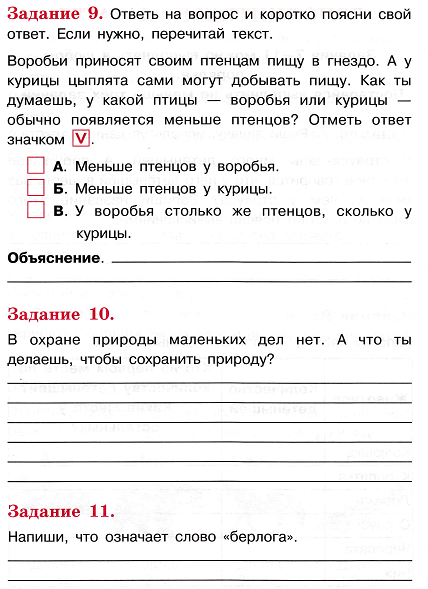 Задание 9. Ответь на вопрос и коротко поясни свой
ответ. Если нужно, перечитай текст.
Воробьи приносят своим птенцам пищу в гнездо. А у
курицы цыплята сами могут добывать пищу. Как ты
думаешь, у какой птицы — воробья или курицы —
обычно появляется меньше птенцов? Отметь ответ
значком V.
А. Меньше птенцов у воробья.
Б. Меньше птенцов у курицы.
В. У воробья столько же птенцов, сколько у
курицы.
Объяснение.
Задание 10.
В охране природы маленьких дел нет. А что ты
делаешь, чтобы сохранить природу?
Задание 11.
Напиши, что означает слово «берлога».